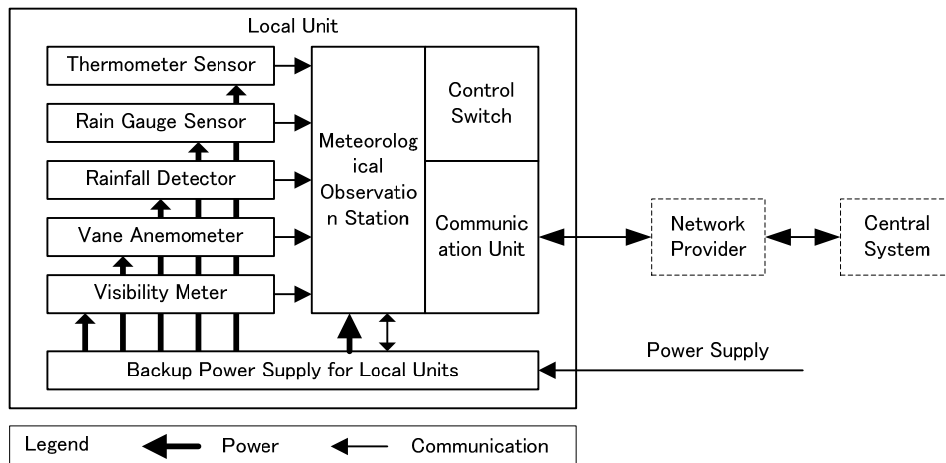 Local Unit
Thermometer Sensor
Rain Gauge Sensor
Rainfall Detector
Vane Anemometer
Visibility Meter
Meteorolog
ical
Observatio
n Station
Control
Switch
Communic
ation Unit
Network
Provider
Central
System
Backup Power Supply for Local Units
Power Supply
Legend
Power
Communication